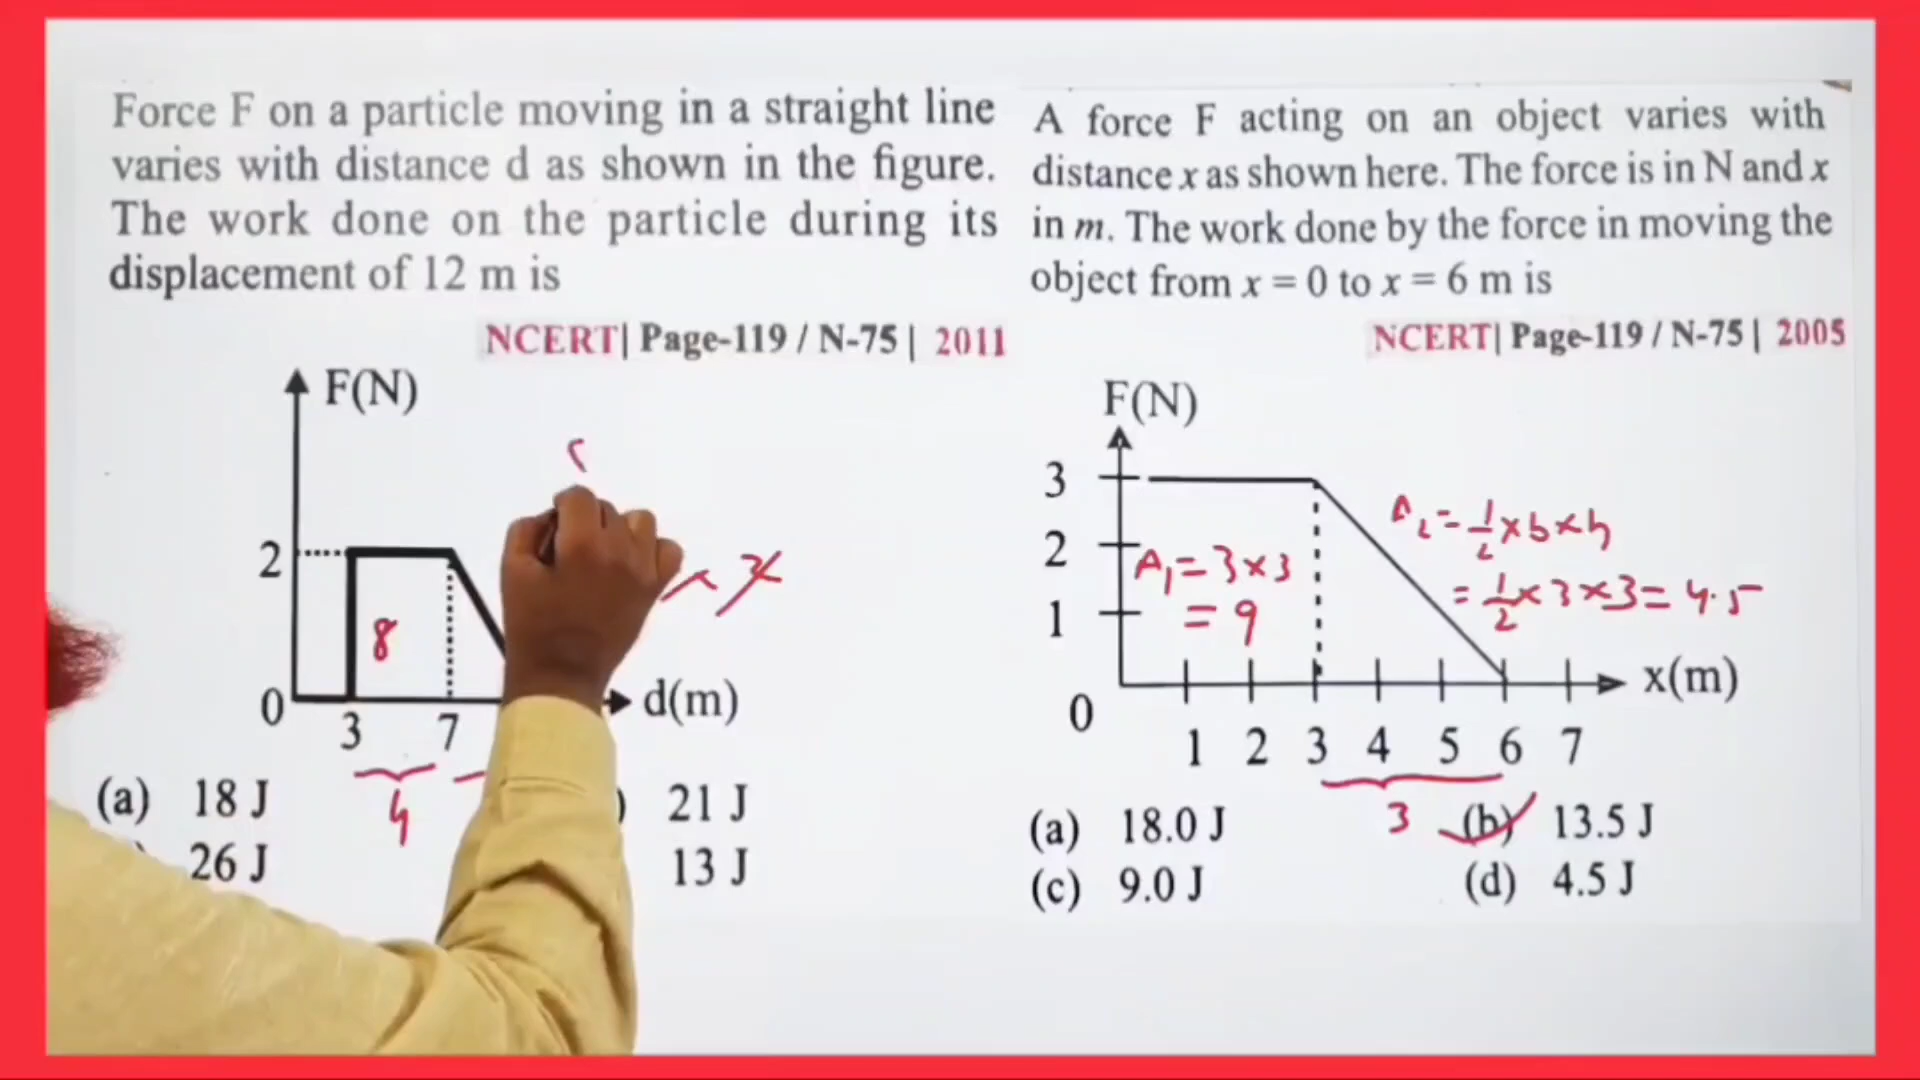 Force F on a particle moving in a straight line
varies with distance d as shown in the figure.
The work done on the particle during its
displacement of 12 m is
NCERT| Page-119 / N-75 | 2011
F(N)
2
8
0
3 7
d(m)
4
(a) 18 J
21 J
26 J
13 J
A force F acting on an object varies with
distance x as shown here. The force is in N and x
in m. The work done by the force in moving the
object from x = 0 to x = 6 m is
NCERT| Page-119 / N-75 | 2005
F(N)
3
2
1
0
A₁ = 3×3
= 9
A₂ = 1/2 × b × h
= 1/2 × 3 × 3 = 4.5
x(m)
1 2 3 4 5 6 7
3
(a) 18.0 J
(b) 13.5 J
(c) 9.0 J
(d) 4.5 J